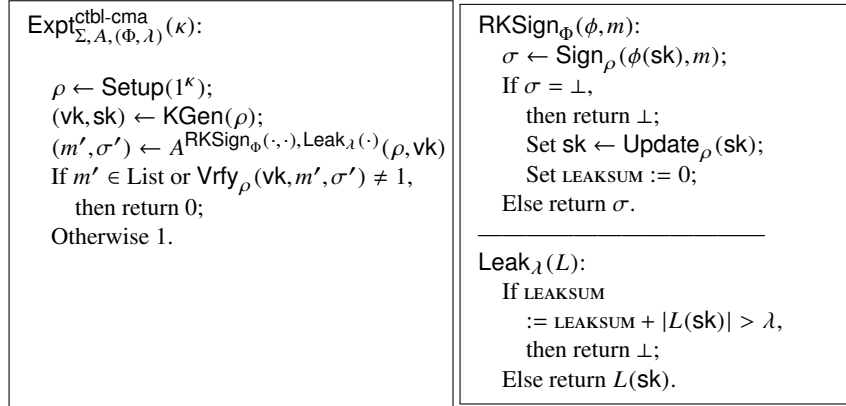 Expt^{ctbl-cma}_{Σ,A,(Φ,λ)}(κ):
ρ ← Setup(1^κ);
(vk, sk) ← KGen(ρ);
(m′,σ′) ← A^{RKSign_Φ(·,·),Leak_λ(·)}(ρ,vk)
If m′ ∈ List or Vrfy_ρ(vk,m′,σ′) ≠ 1,
then return 0;
Otherwise 1.
RKSign_Φ(ϕ,m):
σ ← Sign_ρ(ϕ(sk),m);
If σ = ⊥,
then return ⊥;
Set sk ← Update_ρ(sk);
Set LEAKSUM := 0;
Else return σ.
Leak_λ(L):
If LEAKSUM
:= LEAKSUM + |L(sk)| > λ,
then return ⊥;
Else return L(sk).